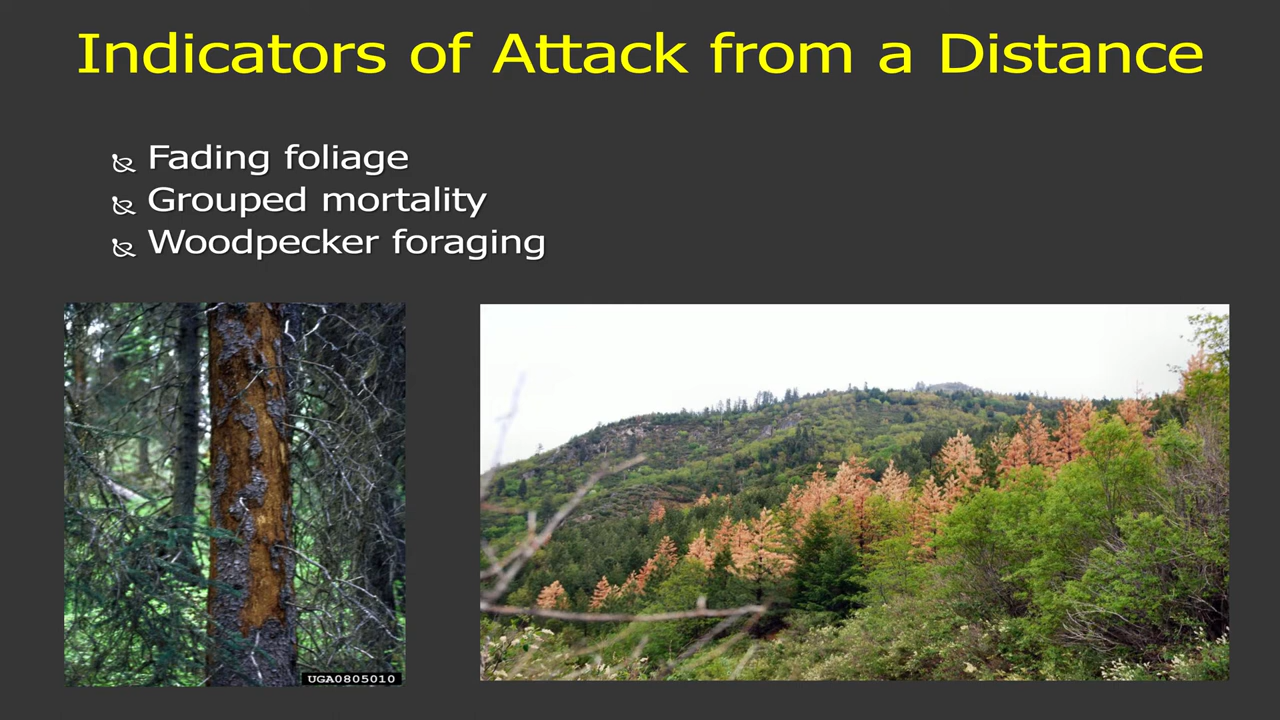 Indicators of Attack from a Distance
Fading foliage
Grouped mortality
Woodpecker foraging
UGA0805010